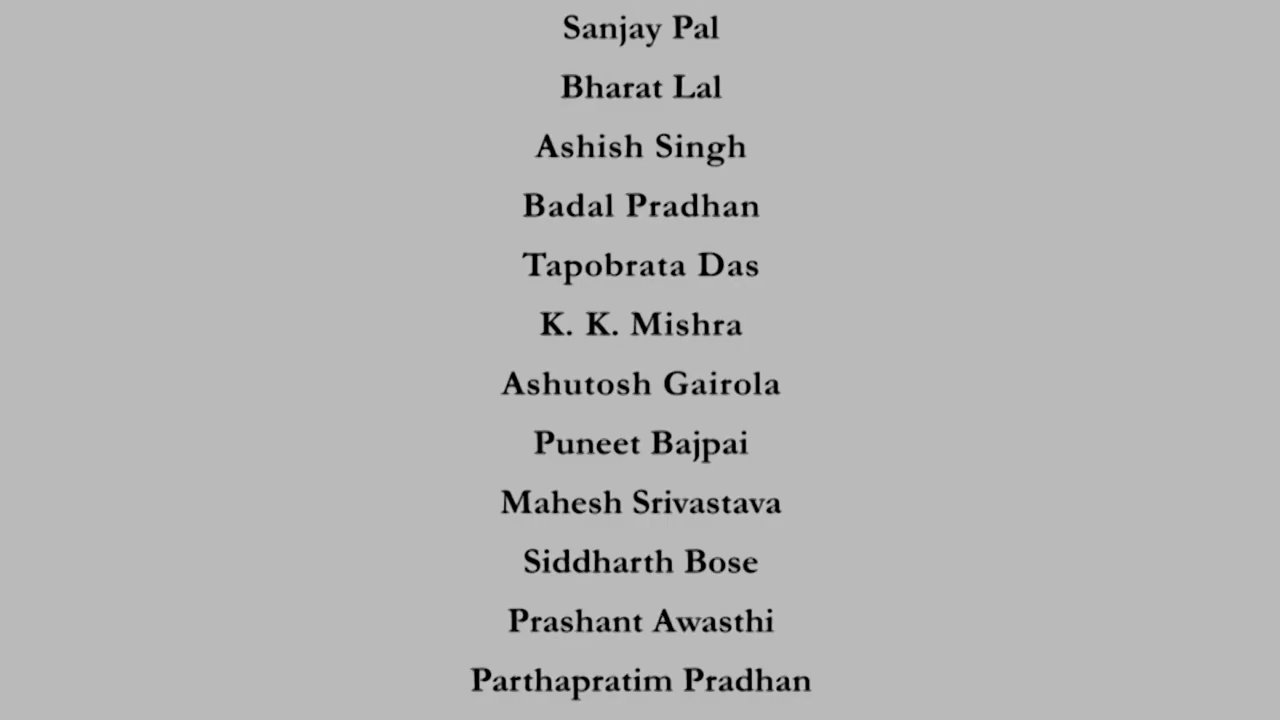 Sanjay Pal
Bharat Lal
Ashish Singh
Badal Pradhan
Tapobrata Das
K. K. Mishra
Ashutosh Gairola
Puneet Bajpai
Mahesh Srivastava
Siddharth Bose
Prashant Awasthi
Parthapratim Pradhan